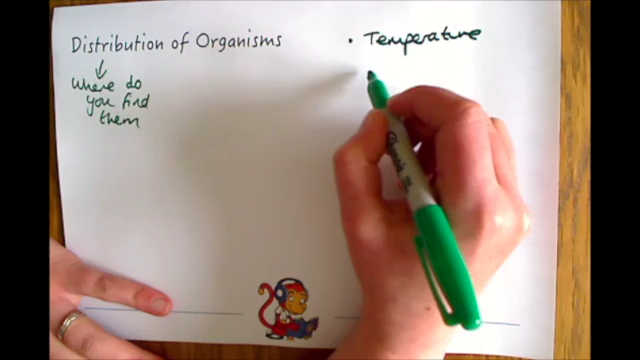 Distribution of Organisms
Where do
you find
them
• Temperature